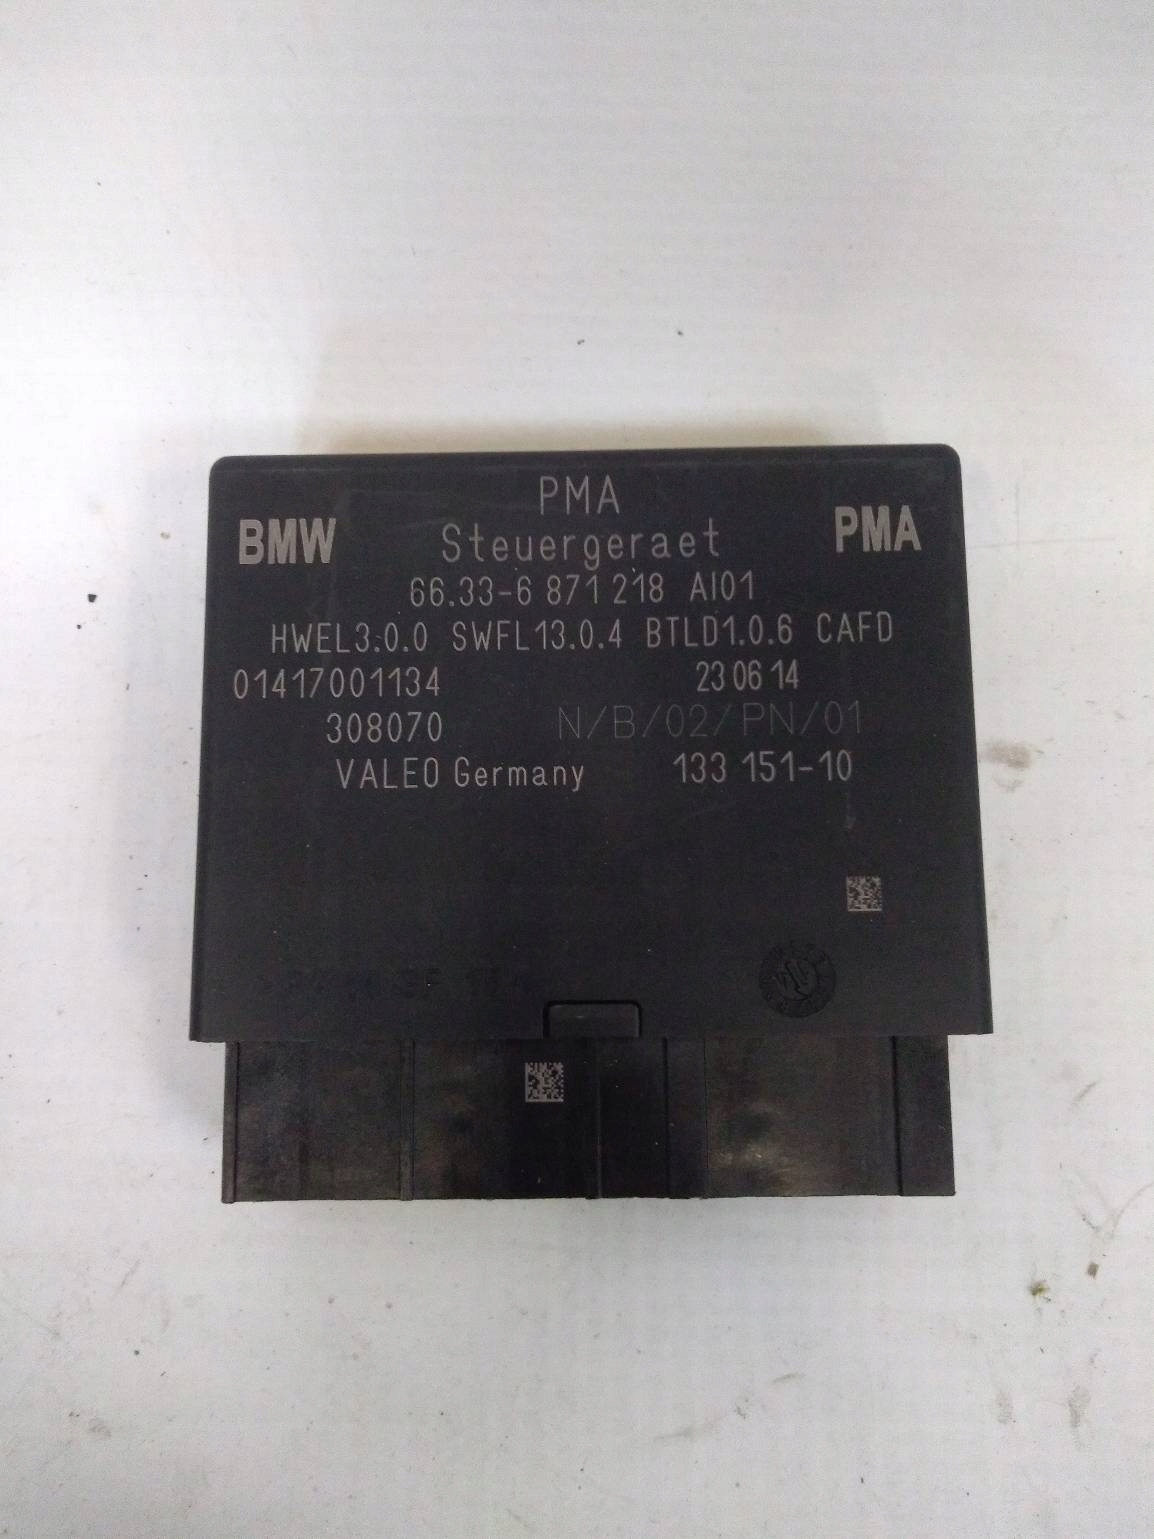 PMA
BMW Steuergeraet PMA
66.33-6 871 218 AI01
HWEL3.0.0 SWFL13.0.4 BTLD1.0.6 CAFD
01417001134 23 06 14
308070 N/B/02/PN/01
VALEO Germany 133 151-10